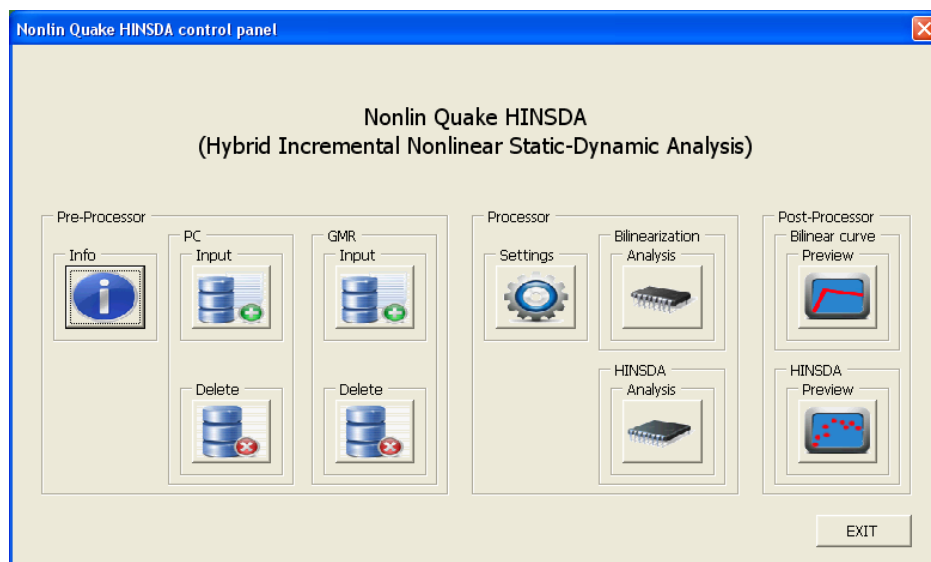 Nonlin Quake HINSDA control panel
Nonlin Quake HINSDA
(Hybrid Incremental Nonlinear Static-Dynamic Analysis)
Pre-Processor
Info
PC
Input
Delete
GMR
Input
Delete
Processor
Settings
Bilinearization
Analysis
HINSDA
Analysis
Post-Processor
Bilinear curve
Preview
HINSDA
Preview
EXIT